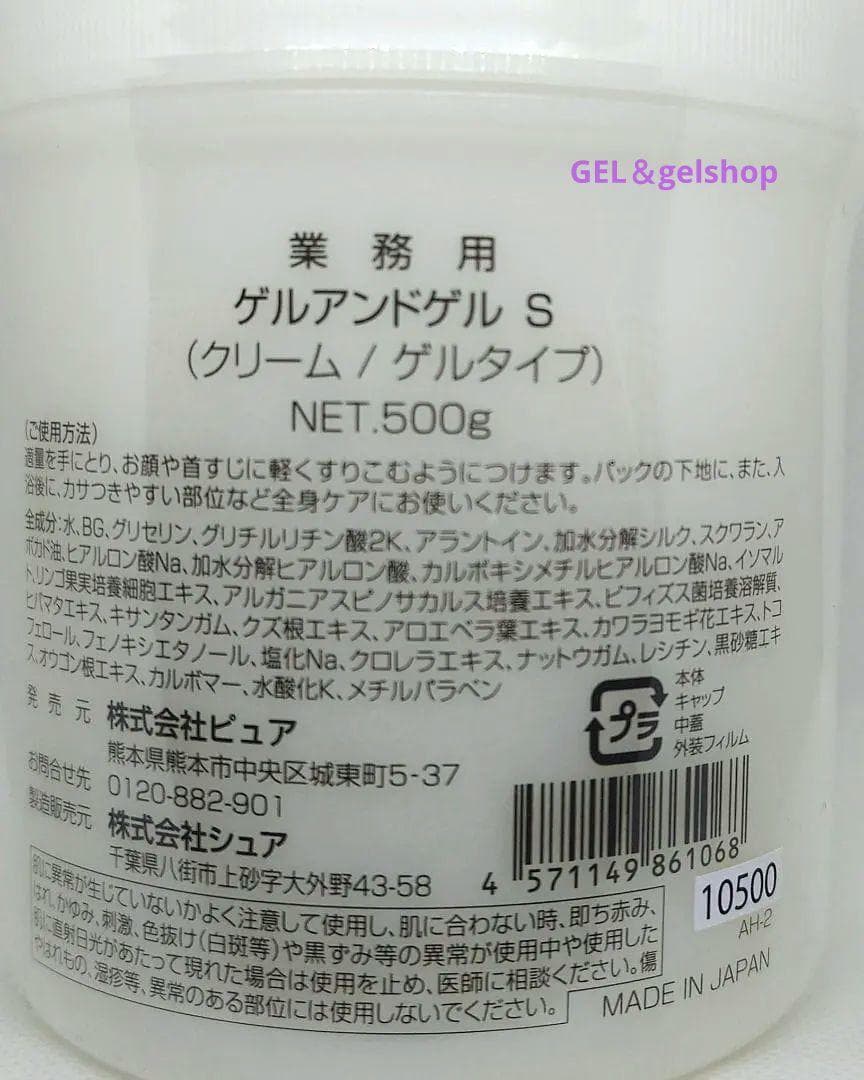 GEL＆gelshop
業務用
ゲルアンドゲル S
(クリーム / ゲルタイプ)
NET.500g
(ご使用方法)
適量を手にとり、お顔や首すじに軽くすりこむようにつけます。パックの下地に、また、入
浴後に、カサつきやすい部位など全身ケアにお使いください。
全成分：水、BG、グリセリン、グリチルリチン酸2K、アラントイン、加水分解シルク、スクワラン、ア
ボカド油、ヒアルロン酸Na、加水分解ヒアルロン酸、カルボキシメチルヒアルロン酸Na、イソマル
ト、リンゴ果実培養細胞エキス、アルガニアスピノサカルス培養エキス、ビフィズス菌培養溶解質、
ヒバマタエキス、キサンタンガム、クズ根エキス、アロエベラ葉エキス、カワラヨモギ花エキス、トコ
フェロール、フェノキシエタノール、塩化Na、クロレラエキス、ナットウガム、レシチン、黒砂糖エキ
ス、オウゴン根エキス、カルボマー、水酸化K、メチルパラベン
発売元 株式会社ピュア
熊本県熊本市中央区城東町5-37
お問合せ先 0120-882-901
製造販売元 株式会社シュア
千葉県八街市上砂字大外野43-58
プラ
本体
キャップ
中蓋
外装フィルム
4 571149 861068
10500
AH-2
肌に異常が生じていないかよく注意して使用し、肌に合わない時、即ち赤み、
はれ、かゆみ、刺激、色抜け(白斑等)や黒ずみ等の異常が使用中や使用した
肌に直射日光があたって現れた場合は使用を止め、医師に相談ください。傷
やはれもの、湿疹等、異常のある部位には使用しないでください。
MADE IN JAPAN